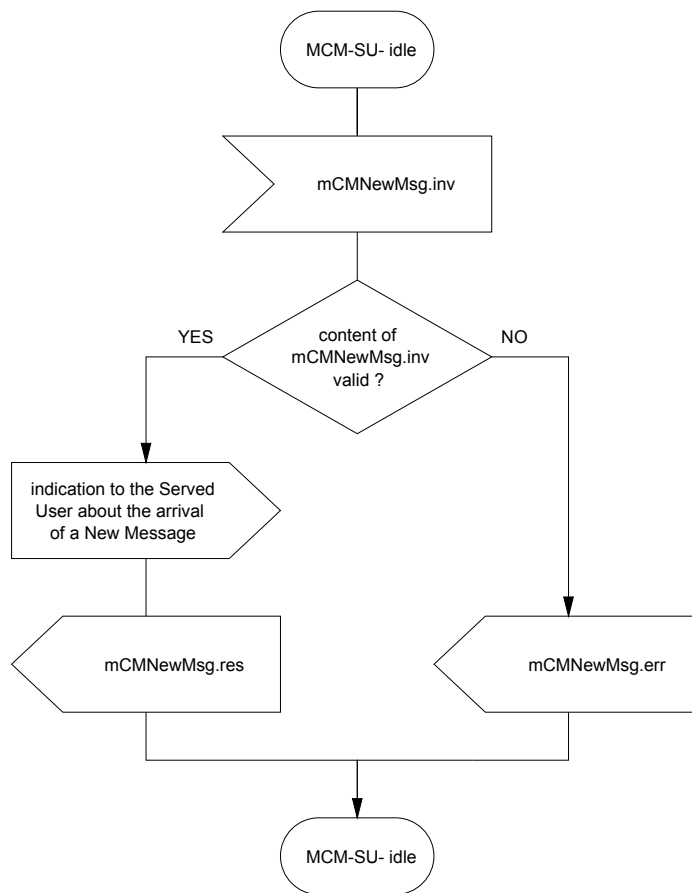 MCM-SU- idle
mCMNewMsg.inv
YES
content of
NO
mCMNewMsg.inv
valid ?
indication to the Served
User about the arrival
of a New Message
mCMNewMsg.res
mCMNewMsg.err
MCM-SU- idle